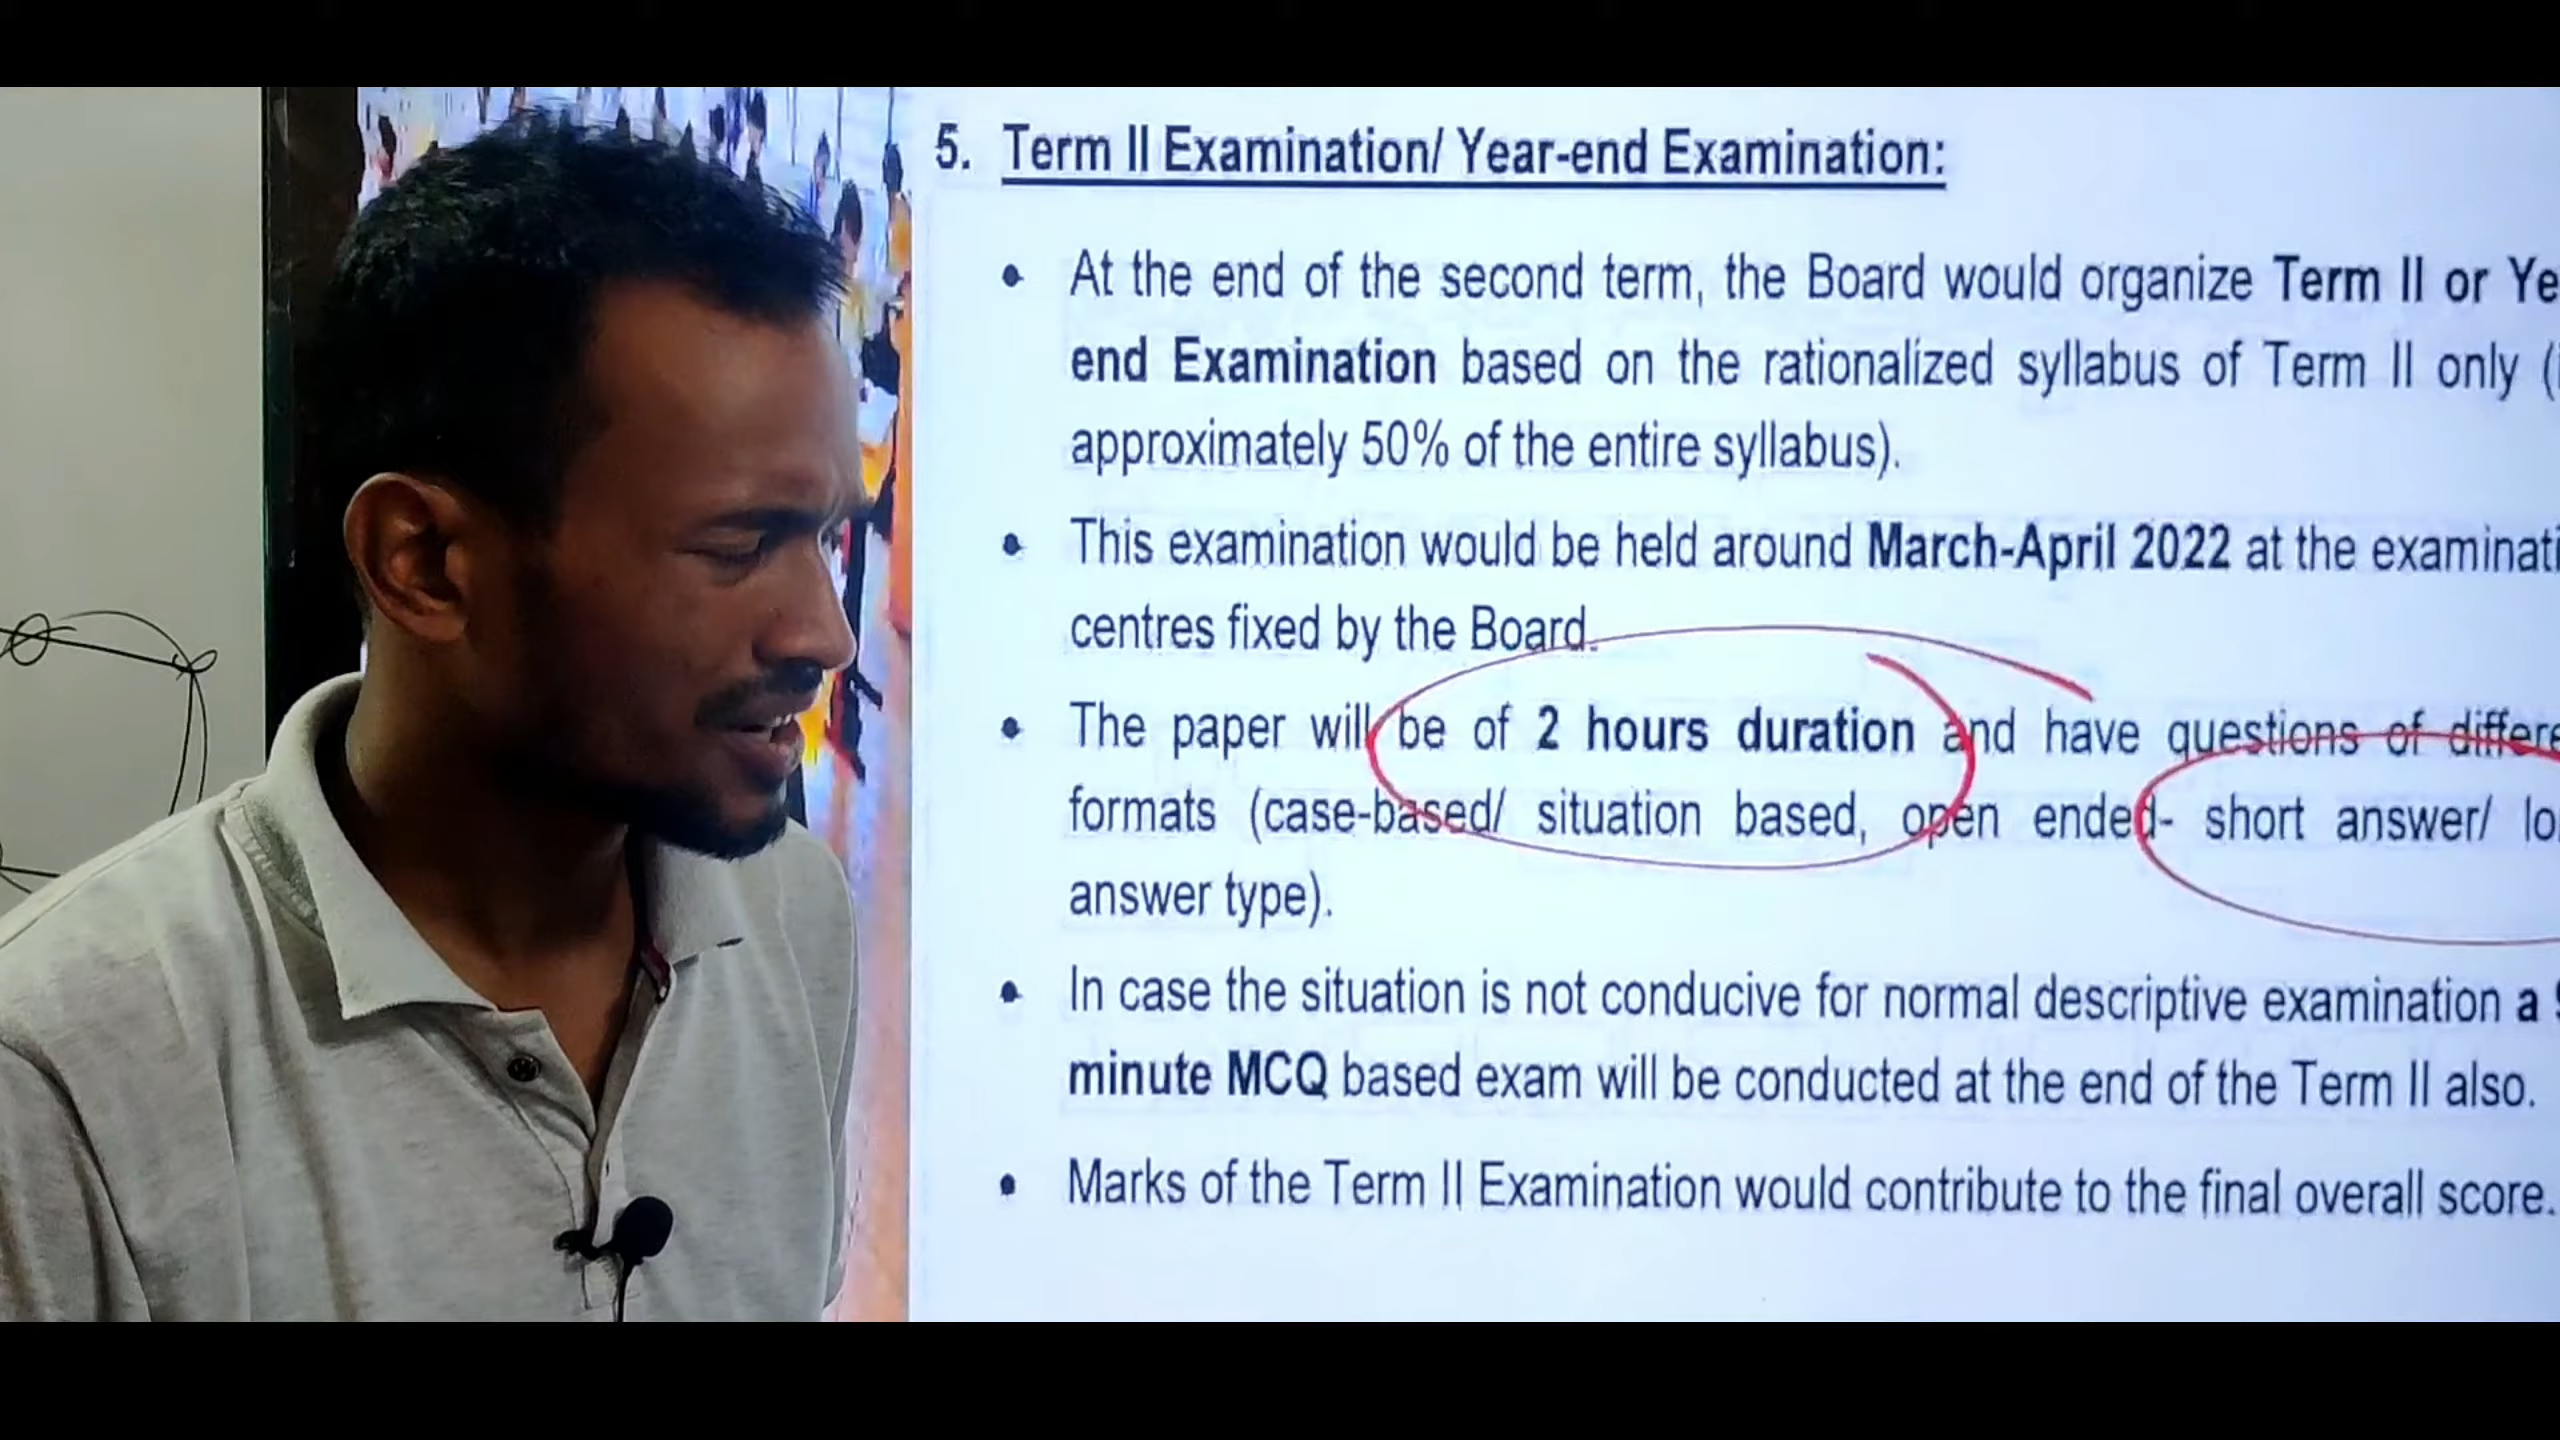 5. Term II Examination/ Year-end Examination:
• At the end of the second term, the Board would organize Term II or
end Examination based on the rationalized syllabus of Term II only
approximately 50% of the entire syllabus).
• This examination would be held around March-April 2022 at the
centres fixed by the Board.
• The paper will be of 2 hours duration and have questions of
formats (case-based/ situation based, open ended- short answer/
answer type).
• In case the situation is not conducive for normal descriptive examination a
minute MCQ based exam will be conducted at the end of the Term II also.
• Marks of the Term II Examination would contribute to the final overall score.